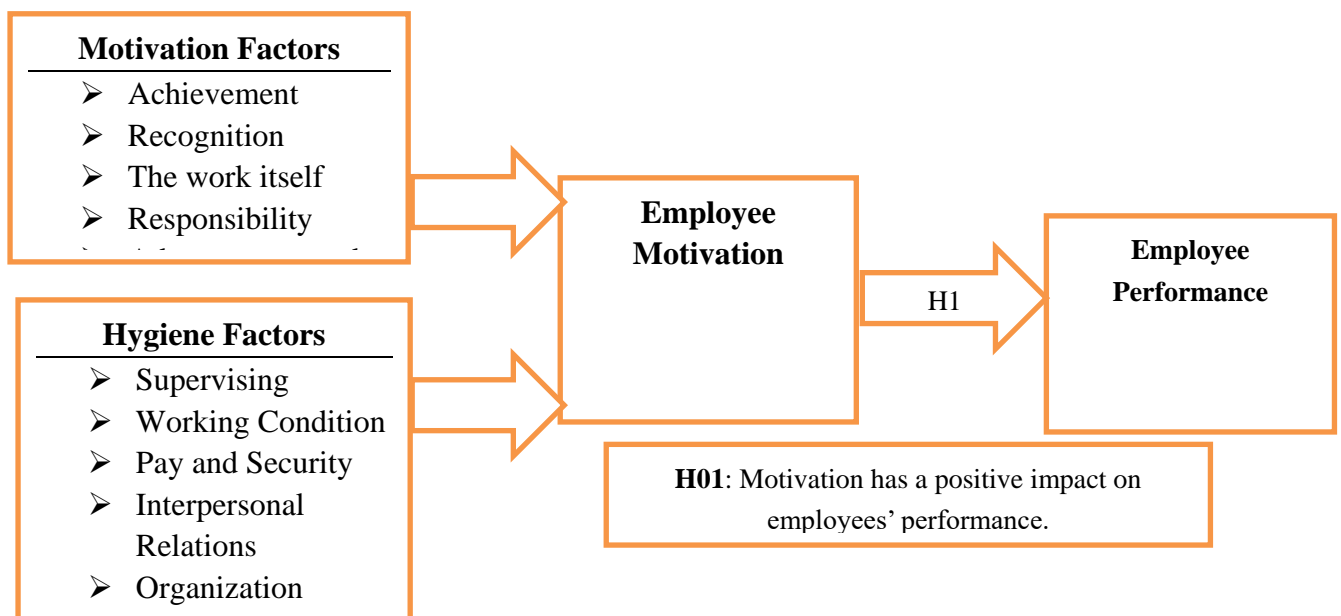 Motivation Factors
➢ Achievement
➢ Recognition
➢ The work itself
➢ Responsibility
Hygiene Factors
➢ Supervising
➢ Working Condition
➢ Pay and Security
➢ Interpersonal
Relations
➢ Organization
Employee
Motivation
H1
Employee
Performance
H01: Motivation has a positive impact on
employees’ performance.